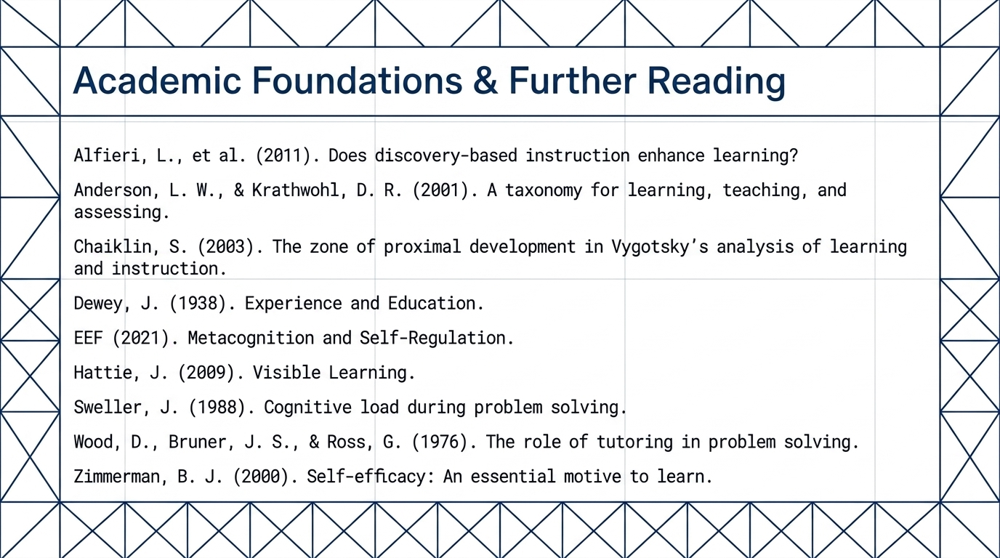 Academic Foundations & Further Reading
Alfieri, L., et al. (2011). Does discovery-based instruction enhance learning?
Anderson, L. W., & Krathwohl, D. R. (2001). A taxonomy for learning, teaching, and
assessing.
Chaiklin, S. (2003). The zone of proximal development in Vygotsky’s analysis of learning
and instruction.
Dewey, J. (1938). Experience and Education.
EEF (2021). Metacognition and Self-Regulation.
Hattie, J. (2009). Visible Learning.
Sweller, J. (1988). Cognitive load during problem solving.
Wood, D., Bruner, J. S., & Ross, G. (1976). The role of tutoring in problem solving.
Zimmerman, B. J. (2000). Self-efficacy: An essential motive to learn.